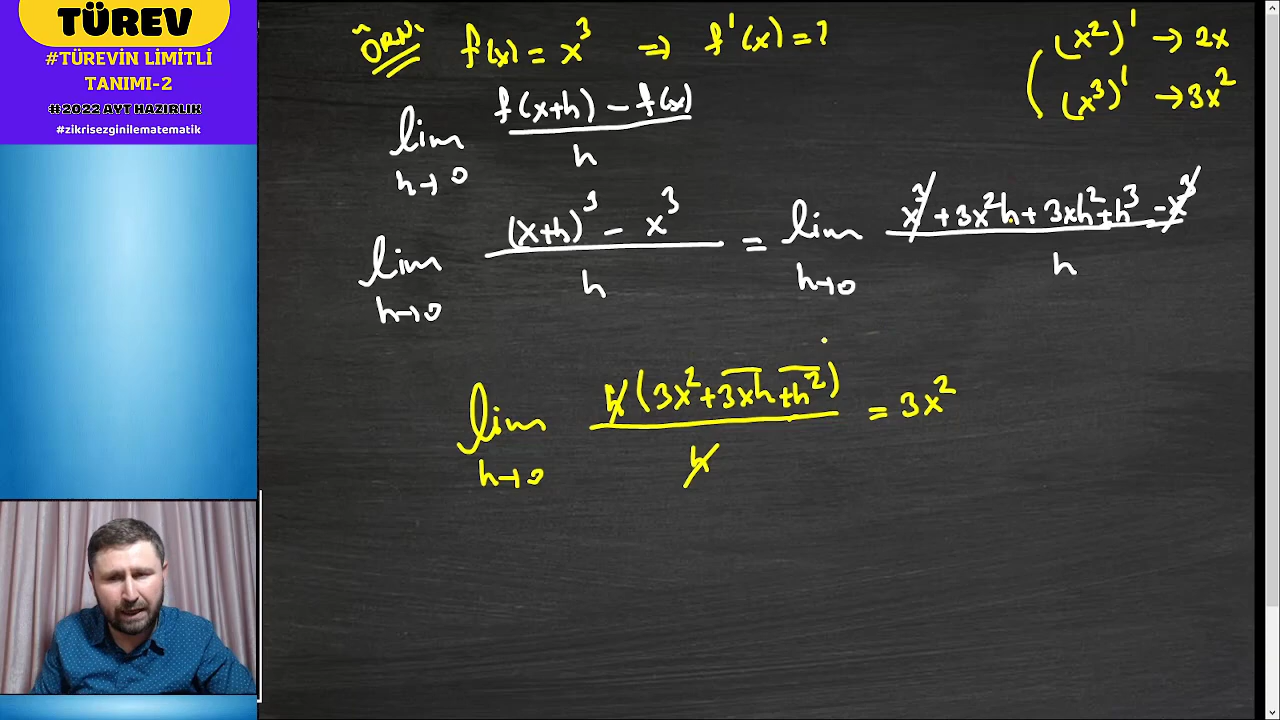 TÜREV
#TÜREVİN LİMİTLİ
TANIMI-2
#2022 AYT HAZIRLIK
#zikrisezginilematematik
ÖRN: f(x) = x³ ⇒ f'(x) = ?
(x²)' → 2x
(x³)' → 3x²
lim h→0 f(x+h) - f(x) / h
lim h→0 (x+h)³ - x³ / h = lim h→0 x³ + 3x²h + 3xh² + h³ - x³ / h
lim h→0 h(3x² + 3xh + h²) / h = 3x²